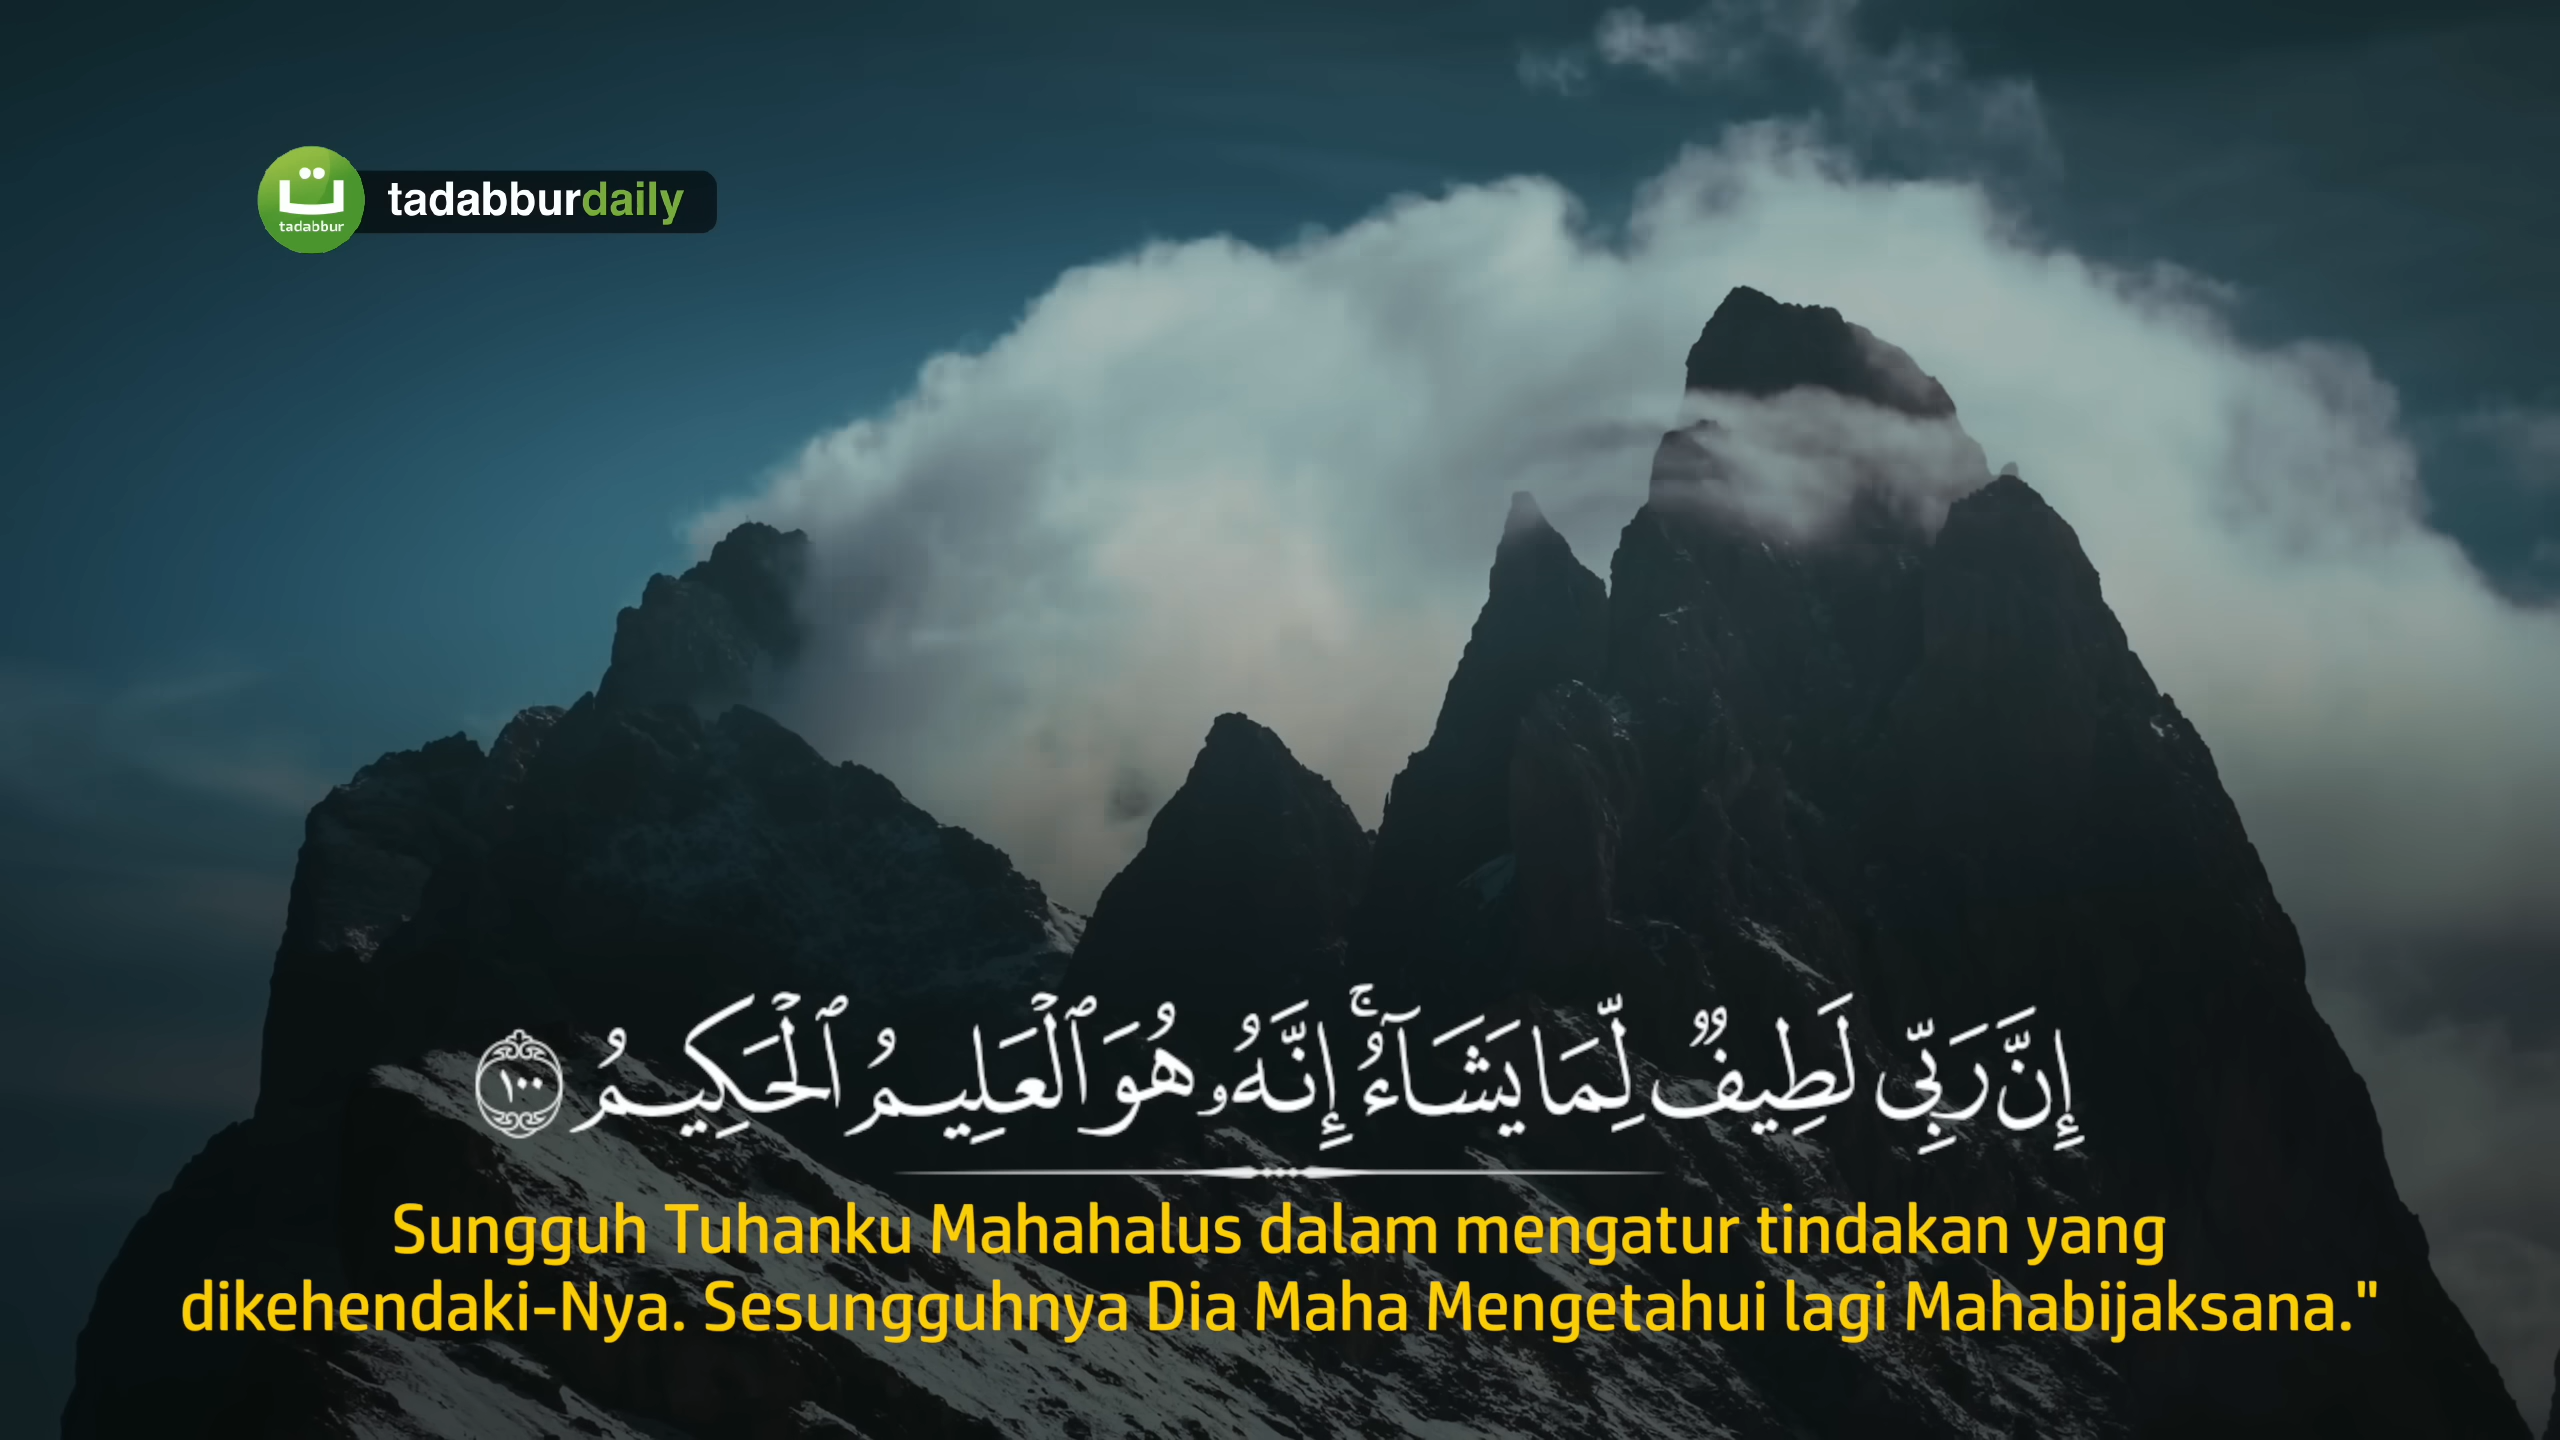 ت
tadabbur
tadabburdaily
إِنَّ رَبِّى لَطِيفٌ لِّمَا يَشَآءُ ۚ إِنَّهُۥ هُوَ ٱلْعَلِيمُ ٱلْحَكِيمُ ١٠٠
Sungguh Tuhanku Mahahalus dalam mengatur tindakan yang
dikehendaki-Nya. Sesungguhnya Dia Maha Mengetahui lagi Mahabijaksana."